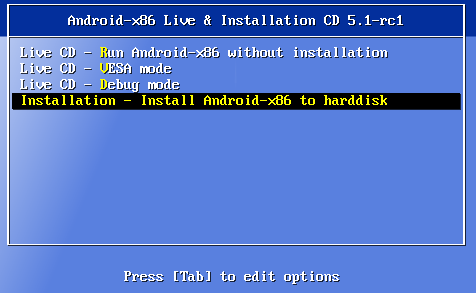 Android-x86 Live & Installation CD 5.1-rc1
Live CD - Run Android-x86 without installation
Live CD - VESA mode
Live CD - Debug mode
Installation - Install Android-x86 to harddisk
Press [Tab] to edit options